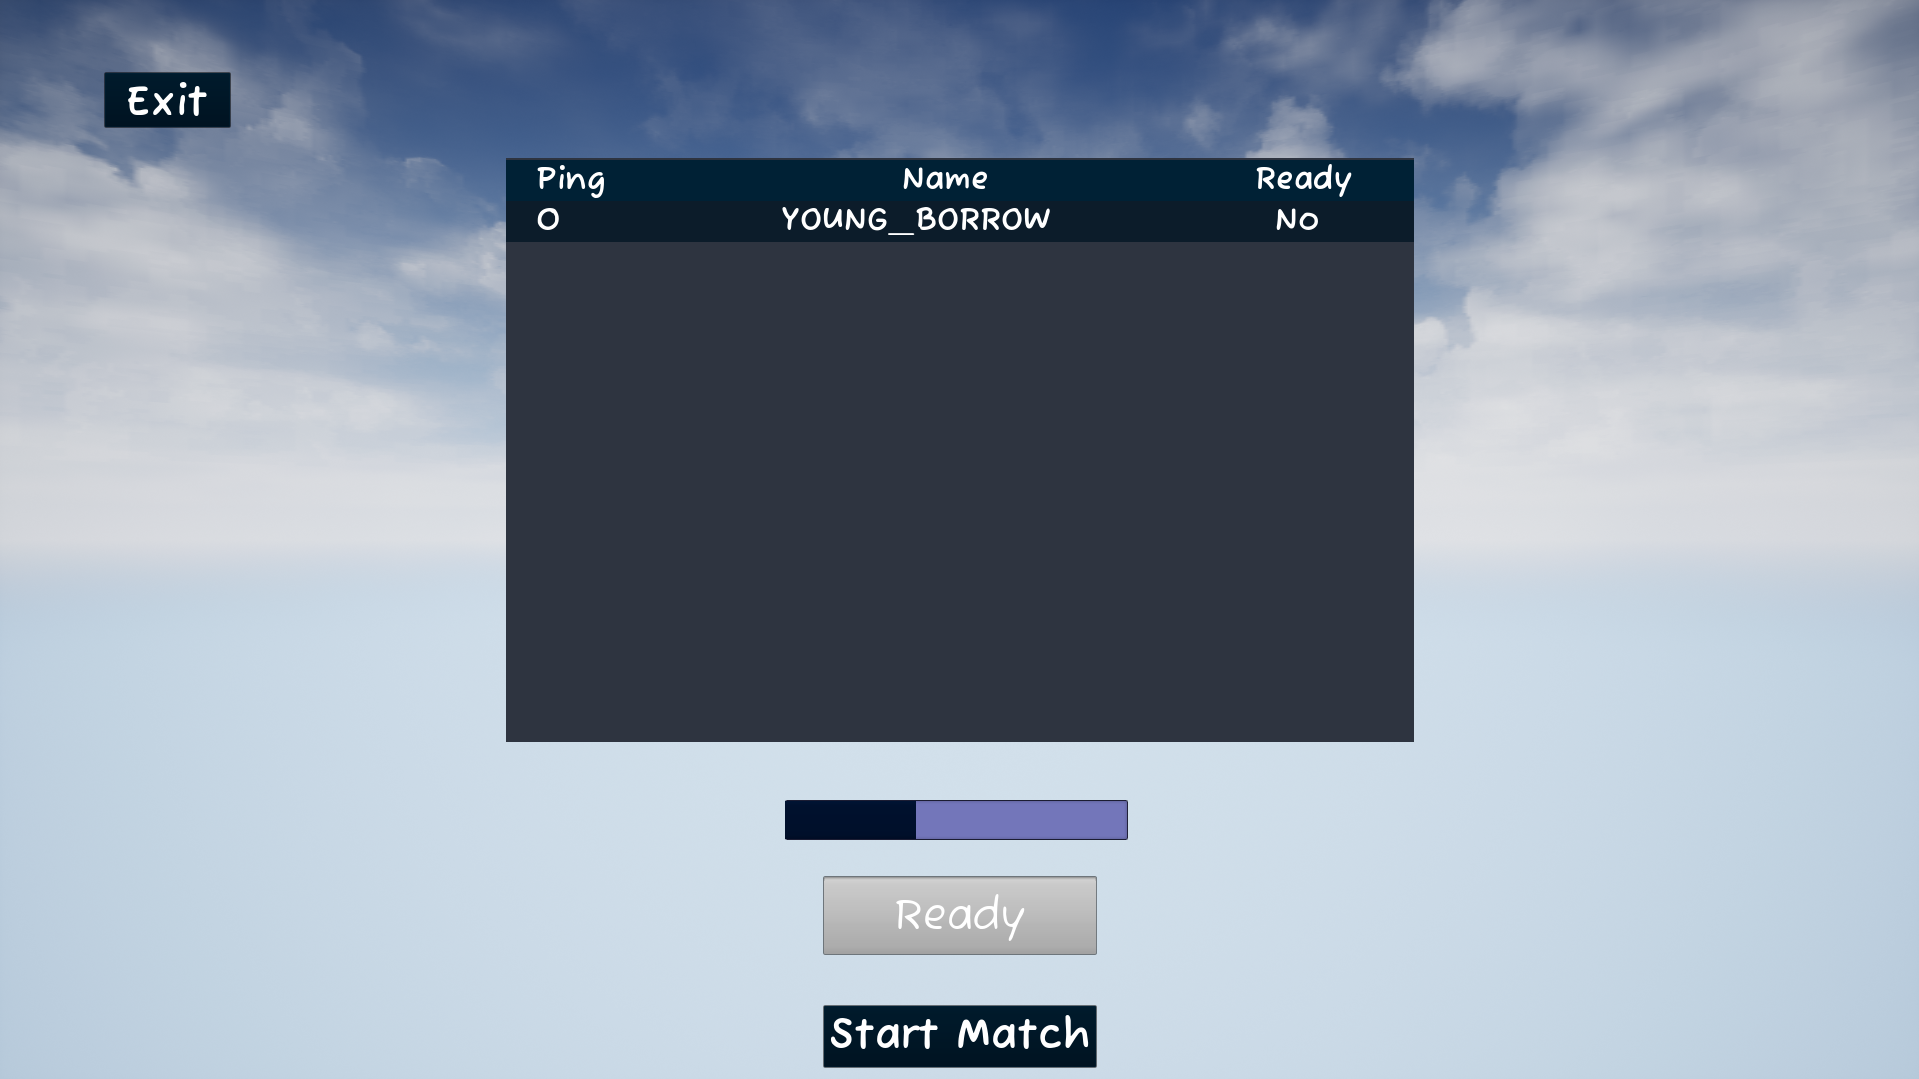 Exit
Ping Name Ready
0 YOUNG_BORROW No
Ready
Start Match